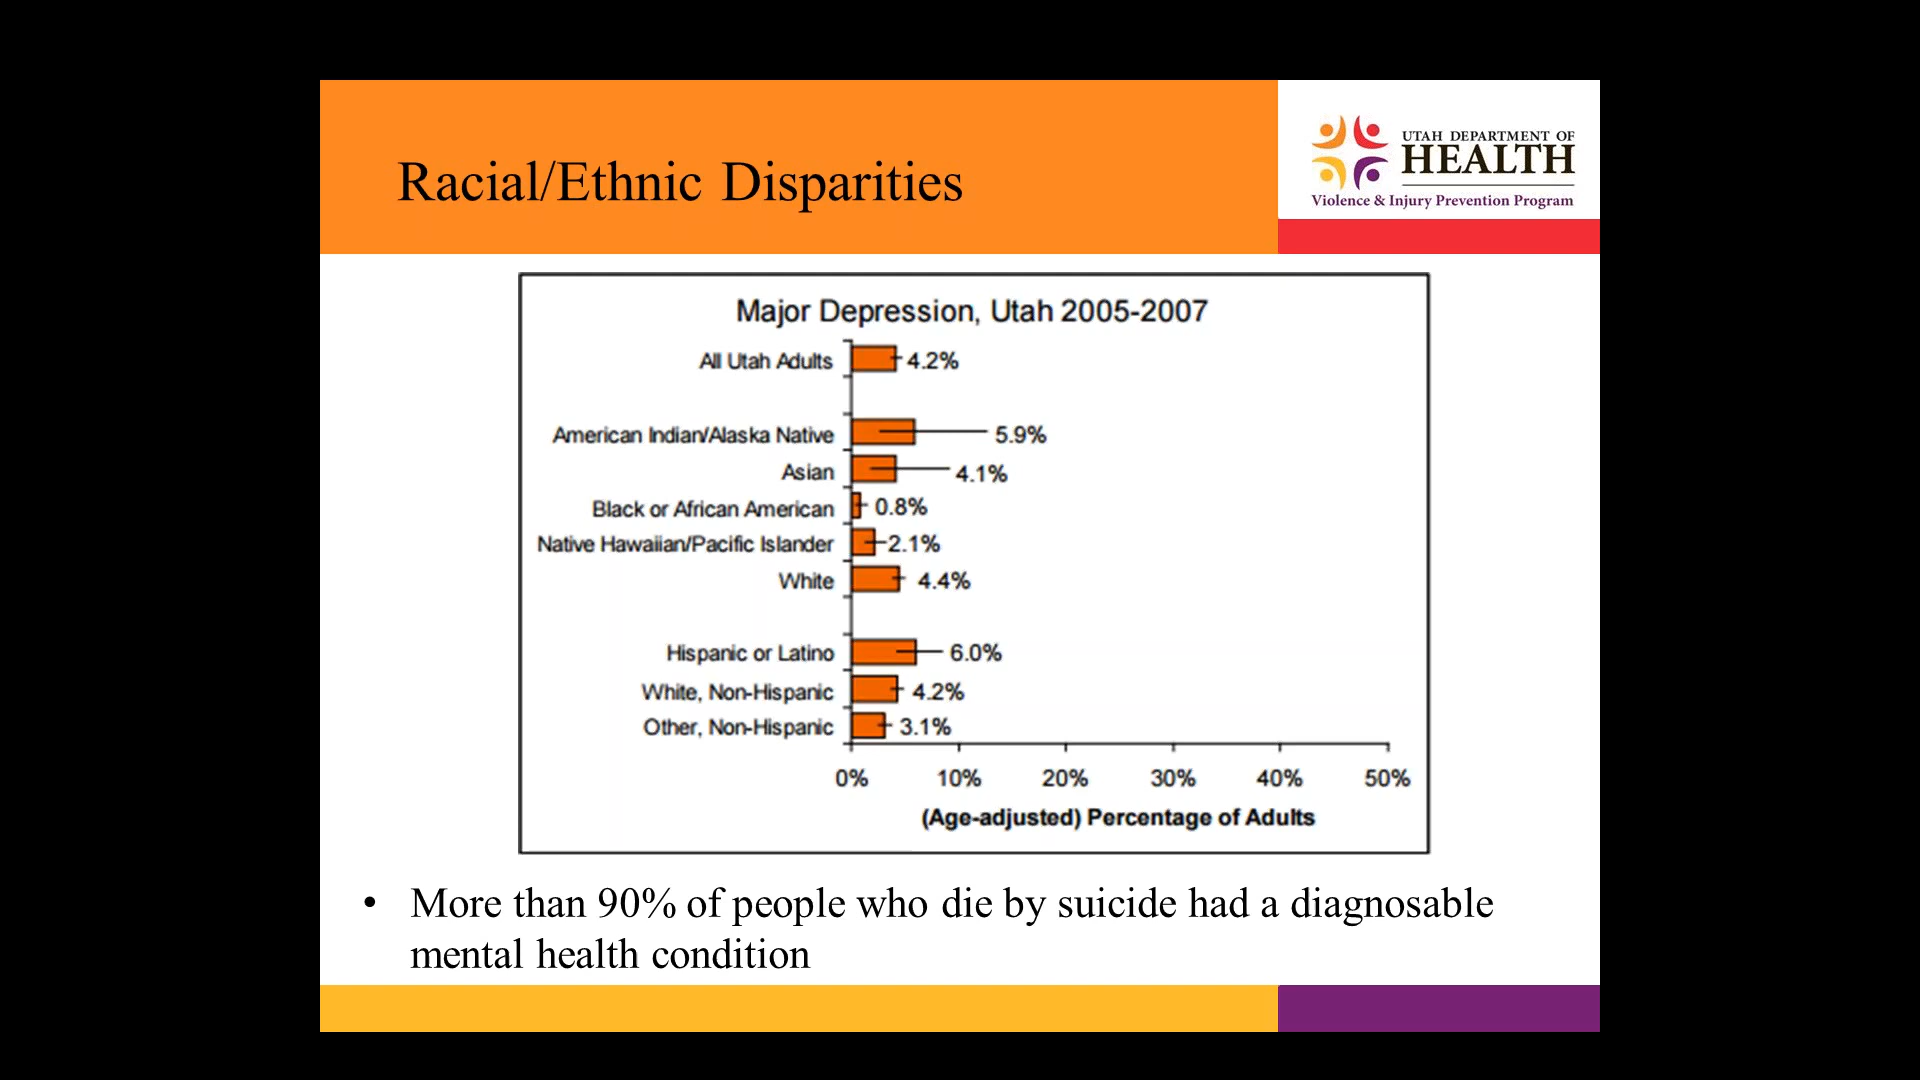 Racial/Ethnic Disparities
UTAH DEPARTMENT OF
HEALTH
Violence & Injury Prevention Program
Major Depression, Utah 2005-2007
All Utah Adults 4.2%
American Indian/Alaska Native 5.9%
Asian 4.1%
Black or African American 0.8%
Native Hawaiian/Pacific Islander 2.1%
White 4.4%
Hispanic or Latino 6.0%
White, Non-Hispanic 4.2%
Other, Non-Hispanic 3.1%
0% 10% 20% 30% 40% 50%
(Age-adjusted) Percentage of Adults
• More than 90% of people who die by suicide had a diagnosable
mental health condition